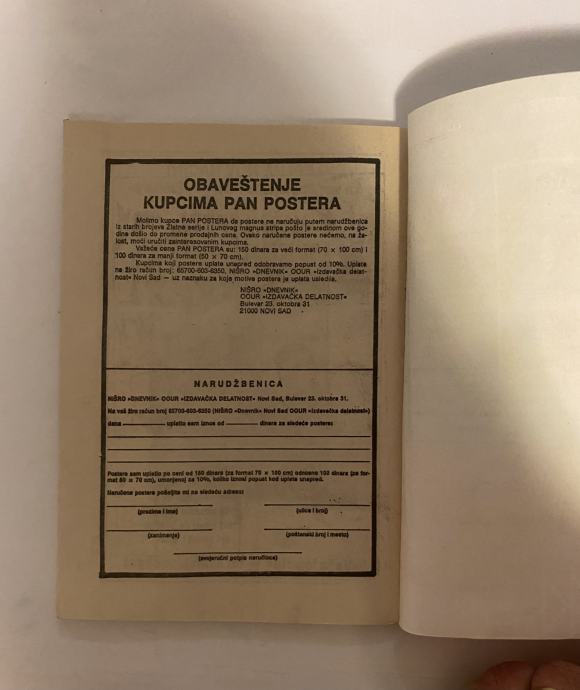 OBAVEŠTENJE
KUPCIMA PAN POSTERA
Molimo kupce PAN POSTERA da postere ne naručuju putem narudžbenica
iz starih brojeva Zlatne serije i Lunovog magnus stripa pošto je sredinom ove go-
dine došlo do promene prodajnih cena. Ovako naručene postere nećemo, na ža-
lost, moći uručiti zainteresovanim kupcima.
Važeće cene PAN POSTERA su: 150 dinara za veći format (70 × 100 cm) i
100 dinara za manji format (50 × 70 cm).
Kupcima koji postere uplate unapred odobravamo popust od 10%. Uplate
na žiro račun broj: 65700-603-6350, NIŠRO »DNEVNIK« OOUR »Izdavačka delat-
nost« Novi Sad — uz naznaku za koje motive postera je uplata usledila.
NIŠRO »DNEVNIK«
OOUR »IZDAVAČKA DELATNOST«
Bulevar 23. oktobra 31
21000 NOVI SAD
NARUDŽBENICA
NIŠRO »DNEVNIK« OOUR »IZDAVAČKA DELATNOST« Novi Sad, Bulevar 23. oktobra 31.
Na vaš žiro račun broj 65700-603-6350 (NIŠRO »Dnevnik« Novi Sad OOUR »Izdavačka delatnost«)
dana uplatio sam iznos od dinara za sledeće postere:
Postere sam uplatio po ceni od 150 dinara (za format 70 × 100 cm) odnosno 100 dinara (za for-
mat 50 × 70 cm), umanjenoj za 10%, koliko iznosi popust kod uplate unapred.
Naručene postere pošaljite mi na sledeću adresu:
(prezime i ime) (ulica i broj)
(zanimanje) (poštanski broj i mesto)
(svojeručni potpis naručioca)